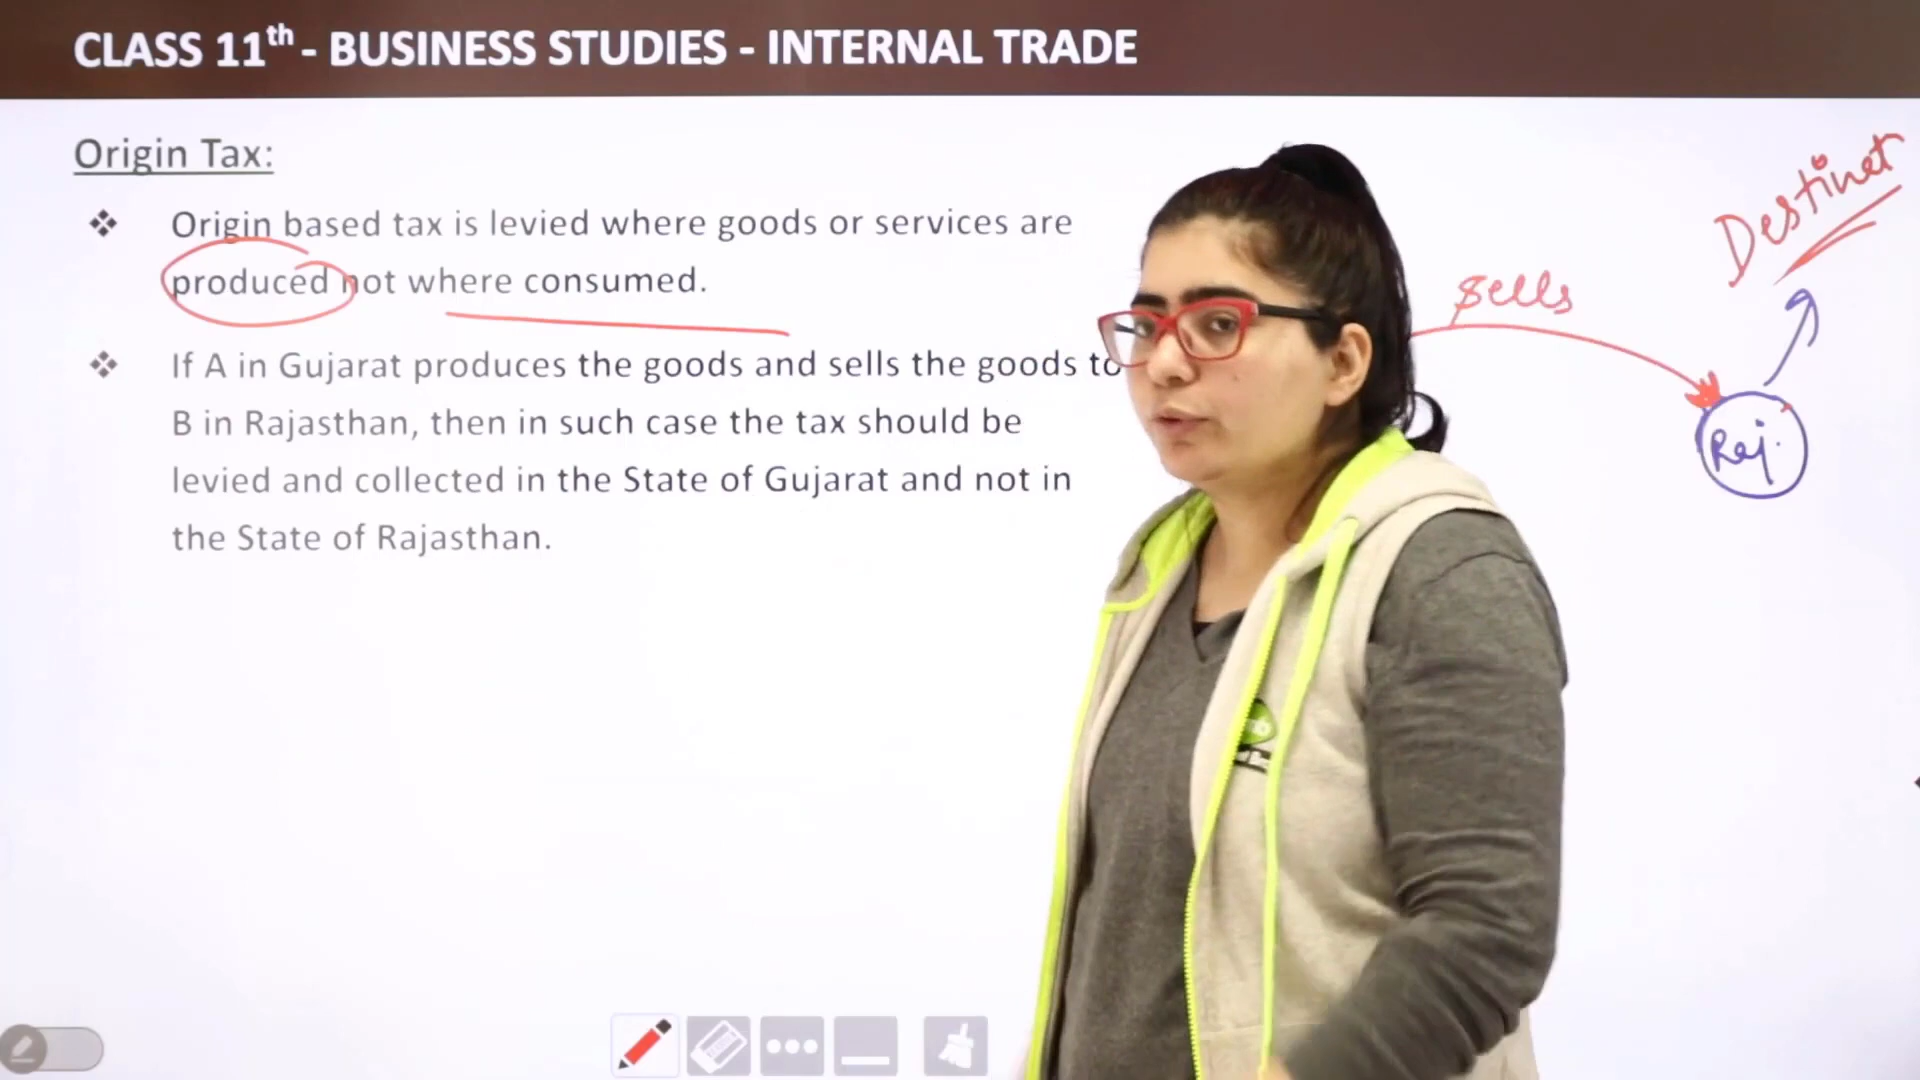 CLASS 11th - BUSINESS STUDIES - INTERNAL TRADE
Origin Tax:
Origin based tax is levied where goods or services are
produced not where consumed.
If A in Gujarat produces the goods and sells the goods to
B in Rajasthan, then in such case the tax should be
levied and collected in the State of Gujarat and not in
the State of Rajasthan.
sells
Destinat
Raj.